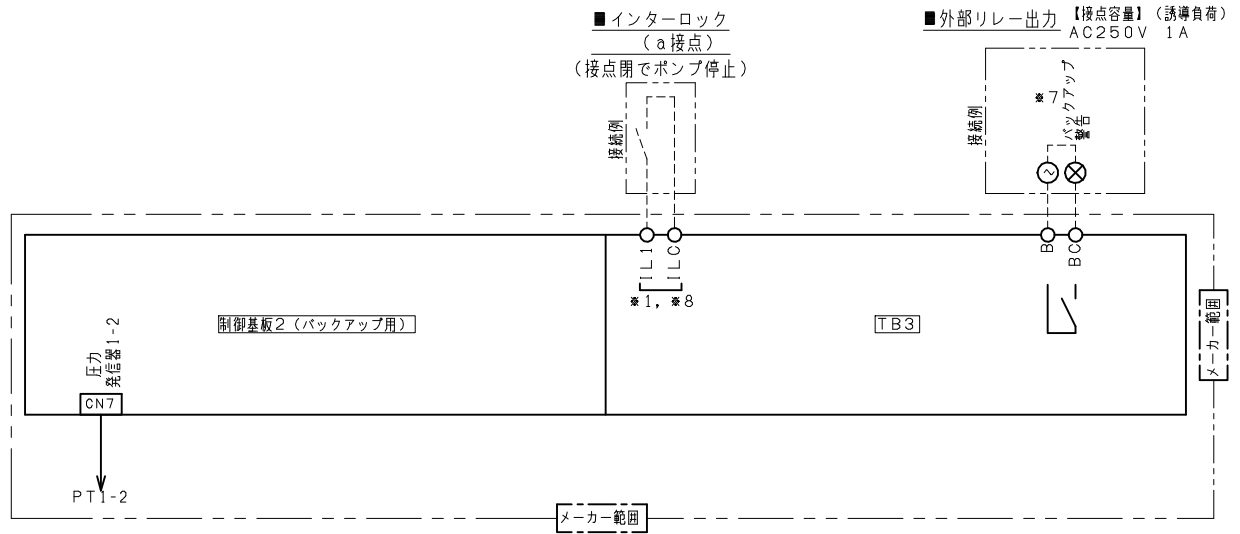 ■インターロック
(a接点)
(接点閉でポンプ停止)
接続例
■外部リレー出力
【接点容量】(誘導負荷)
AC250V 1A
接続例
※7
バックアップ
警告
IL1
ILC
※1, ※8
B
BC
制御基板2(バックアップ用)
TB3
圧力
発信器1-2
CN7
PT1-2
メーカー範囲
メーカー範囲